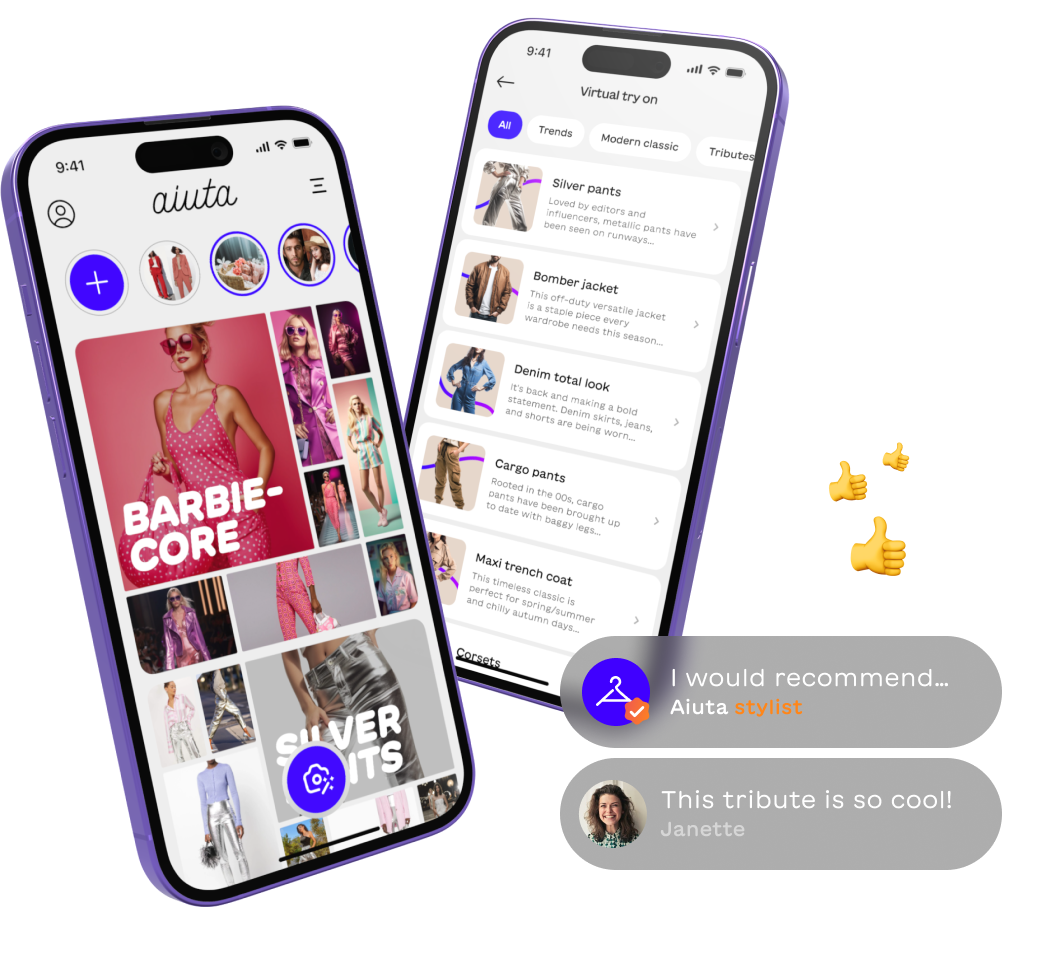 9:41
aiuta
BARBIE-
CORE
SILVER
9:41
Virtual try on
All
Trends
Modern classic
Tributes
Silver pants
Loved by editors and
influencers, metallic pants have
been seen on runways...
Bomber jacket
This off-duty versatile jacket
is a staple piece every
wardrobe needs this season...
Denim total look
It's back and making a bold
statement. Denim skirts, jeans,
and shorts are being worn...
Cargo pants
Rooted in the 00s, cargo
pants have been brought up
to date with baggy legs...
Maxi trench coat
This timeless classic is
perfect for spring/summer
and chilly autumn days...
Corsets
I would recommend...
Aiuta stylist
This tribute is so cool!
Janette